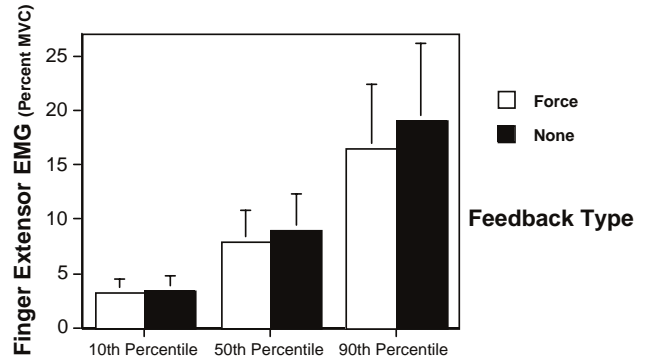 Finger Extensor EMG (Percent MVC)
25
20
15
10
5
0
10th Percentile 50th Percentile 90th Percentile
Force
None
Feedback Type